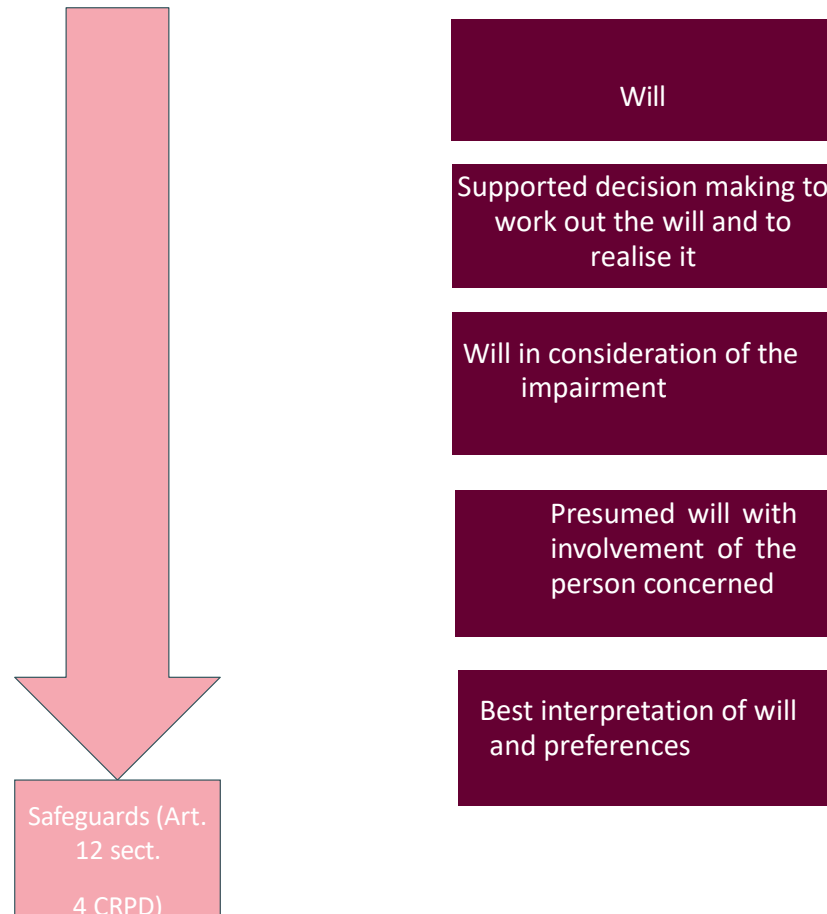 Will
Supported decision making to
work out the will and to
realise it
Will in consideration of the
impairment
Presumed will with
involvement of the
person concerned
Best interpretation of will
and preferences
Safeguards (Art.
12 sect.
4 CRPD)